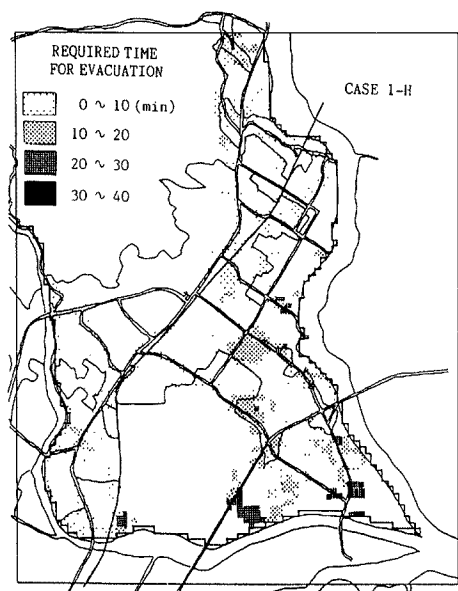 REQUIRED TIME
FOR EVACUATION
0 ~ 10 (min)
10 ~ 20
20 ~ 30
30 ~ 40
CASE 1-H